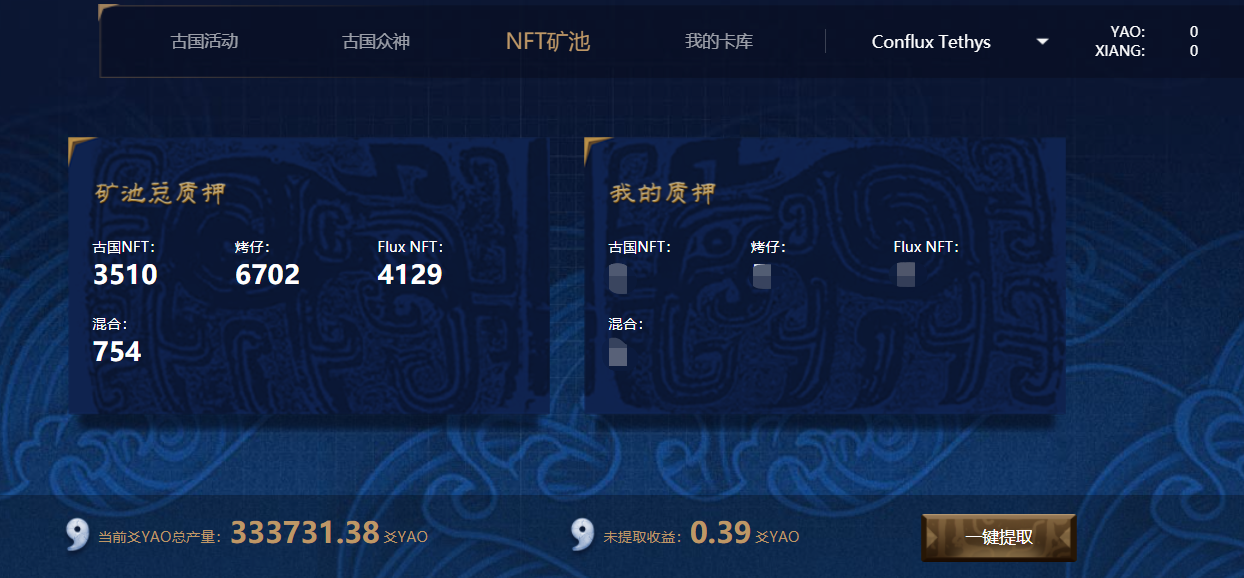 古国活动 古国众神 NFT矿池 我的卡库 Conflux Tethys YAO: 0
XIANG: 0
矿池总质押
古国NFT: 烤仔: Flux NFT:
3510 6702 4129
混合:
754
我的质押
古国NFT: 烤仔: Flux NFT:
混合:
当前爻YAO总产量: 333731.38 爻YAO
未提取收益: 0.39 爻YAO
一键提取